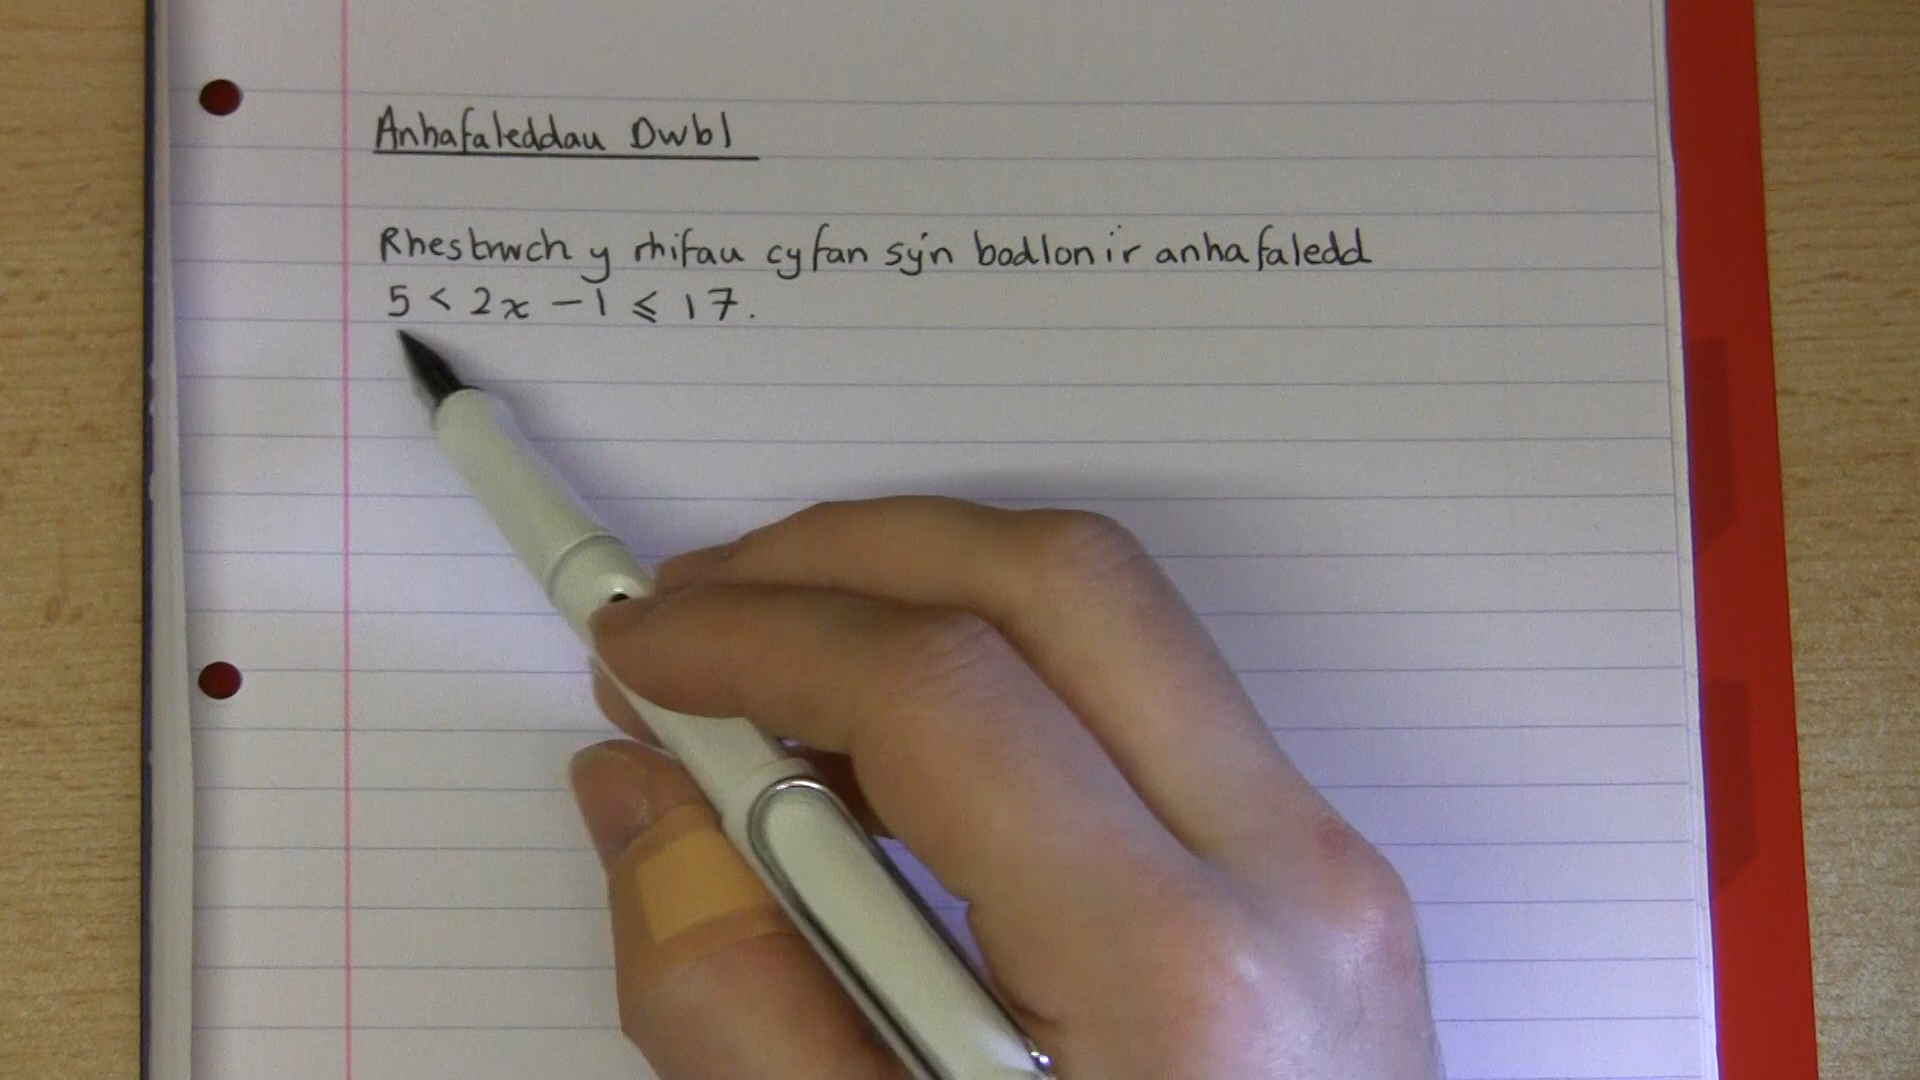 Anhafaleddau Dwbl
Rhestrwch y rhifau cyfan sy'n bodloni'r anhafaledd
5 < 2x - 1 ⩽ 17.